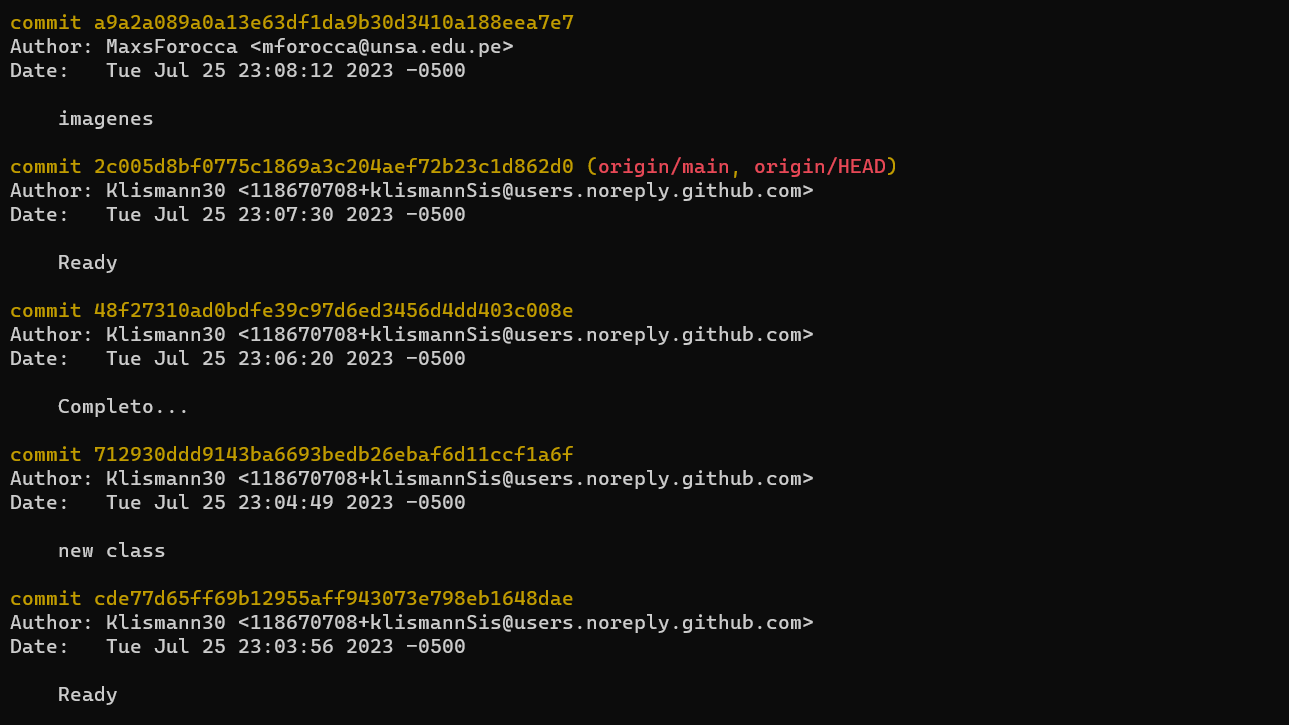 commit a9a2a089a0a13e63df1da9b30d3410a188eea7e7
Author: MaxsForocca <mforocca@unsa.edu.pe>
Date:   Tue Jul 25 23:08:12 2023 -0500
imagenes
commit 2c005d8bf0775c1869a3c204aef72b23c1d862d0 (origin/main, origin/HEAD)
Author: Klismann30 <118670708+klismannSis@users.noreply.github.com>
Date:   Tue Jul 25 23:07:30 2023 -0500
Ready
commit 48f27310ad0bdfe39c97d6ed3456d4dd403c008e
Author: Klismann30 <118670708+klismannSis@users.noreply.github.com>
Date:   Tue Jul 25 23:06:20 2023 -0500
Completo...
commit 712930ddd9143ba6693bedb26ebaf6d11ccf1a6f
Author: Klismann30 <118670708+klismannSis@users.noreply.github.com>
Date:   Tue Jul 25 23:04:49 2023 -0500
new class
commit cde77d65ff69b12955aff943073e798eb1648dae
Author: Klismann30 <118670708+klismannSis@users.noreply.github.com>
Date:   Tue Jul 25 23:03:56 2023 -0500
Ready